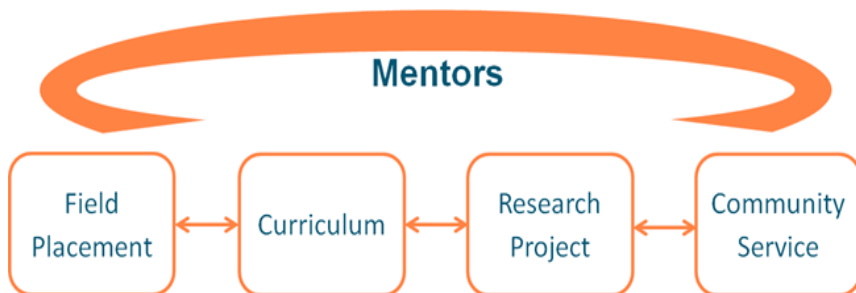 Mentors
Field
Placement
Curriculum
Research
Project
Community
Service